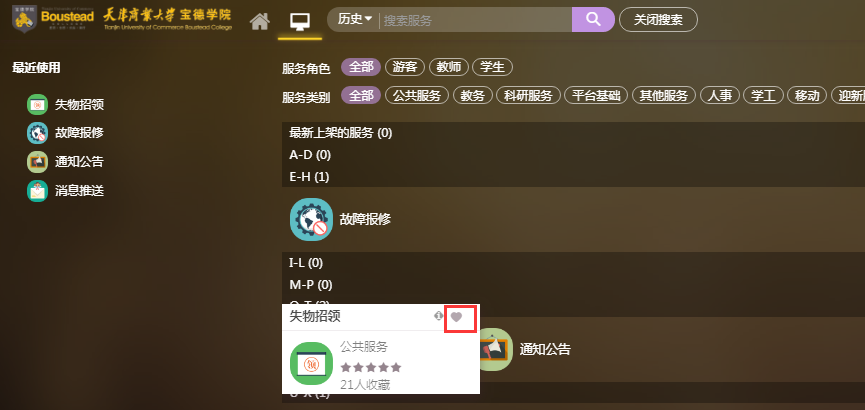 Boustead 天津商业大学 宝德学院
Tianjin University of Commerce Boustead College
历史 搜索服务 关闭搜索
最近使用
失物招领
故障报修
通知公告
消息推送
服务角色 全部 游客 教师 学生
服务类别 全部 公共服务 教务 科研服务 平台基础 其他服务 人事 学工 移动 迎新
最新上架的服务 (0)
A-D (0)
E-H (1)
故障报修
I-L (0)
M-P (0)
失物招领
公共服务
21人收藏
通知公告